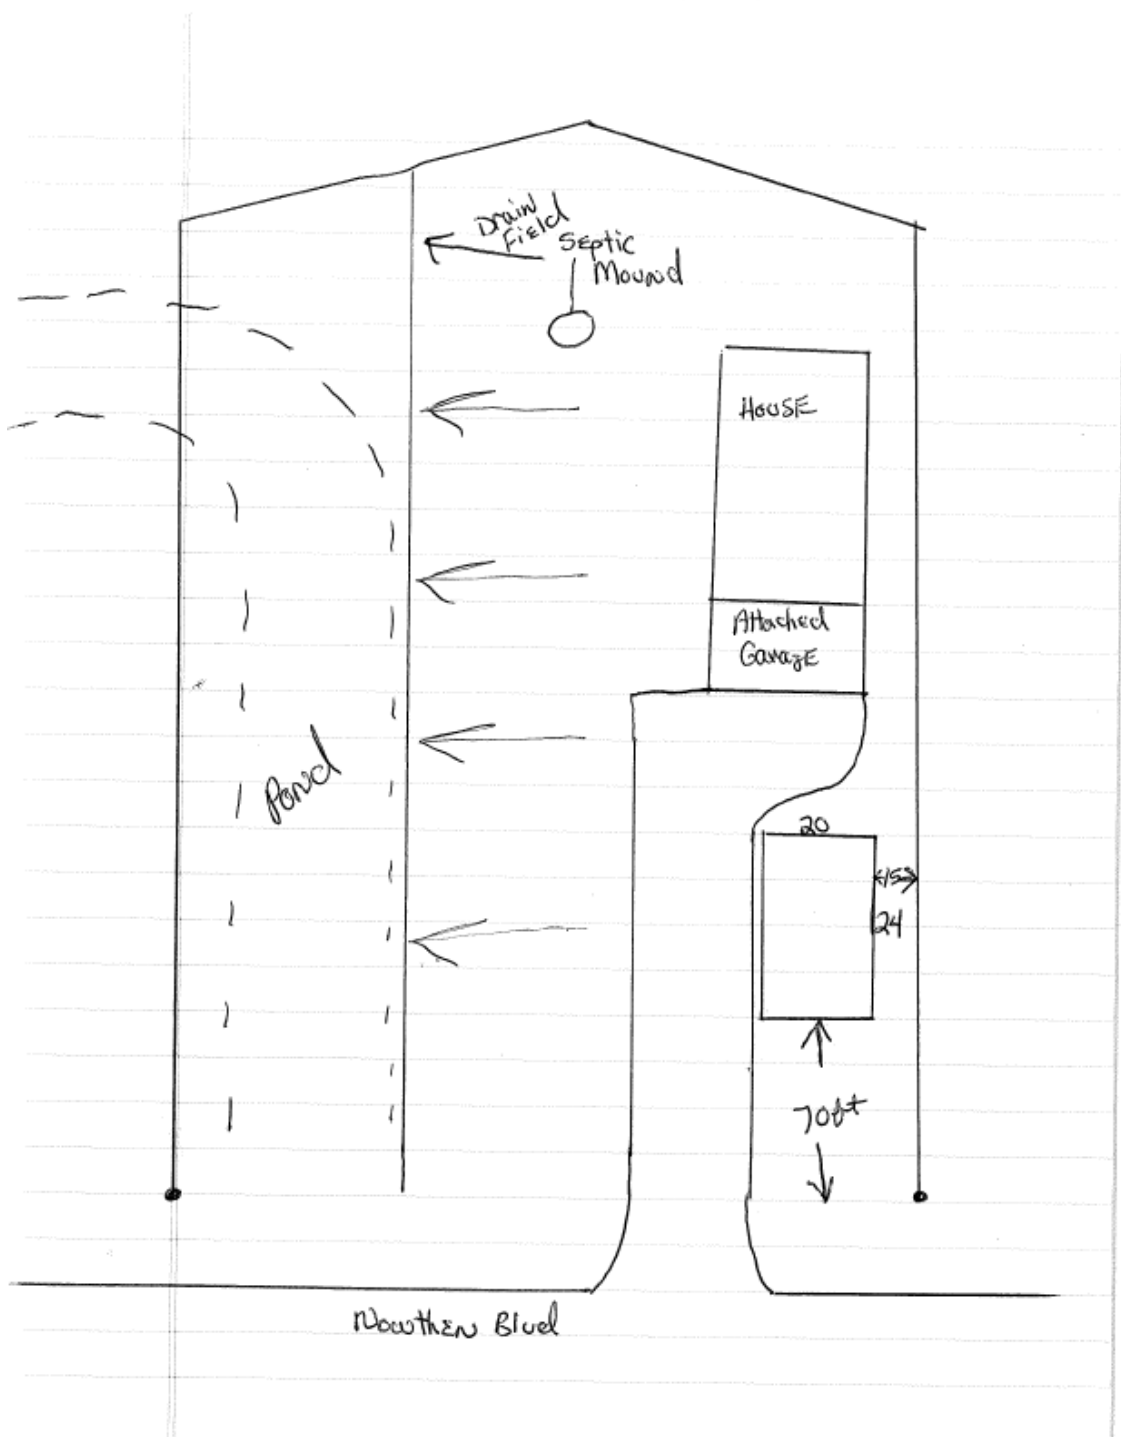 Drain
Field
Septic
Mound
House
Attached
Garage
Pond
20
15
24
70ft
Nowthen Blvd